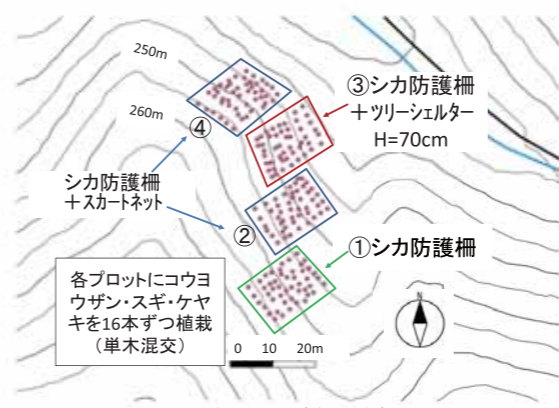 250m
260m
④
③シカ防護柵
＋ツリーシェルター
H=70cm
シカ防護柵
＋スカートネット
②
①シカ防護柵
各プロットにコウヨ
ウザン・スギ・ケヤ
キを16本ずつ植栽
（単木混交）
N
0 10 20m